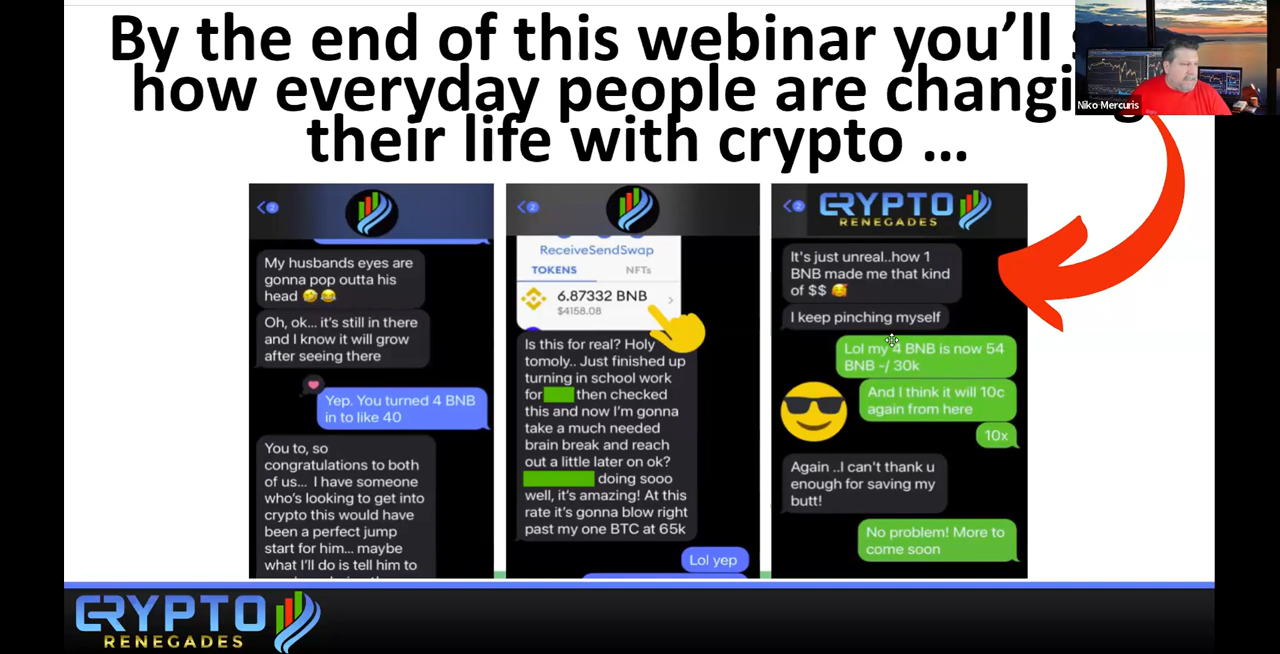 By the end of this webinar you'll
how everyday people are changing
their life with crypto ...
Niko Mercuris
2
My husbands eyes are
gonna pop outta his
head 🤣😂
Oh, ok... it's still in there
and I know it will grow
after seeing there
Yep. You turned 4 BNB
in to like 40
You to, so
congratulations to both
of us... I have someone
who's looking to get into
crypto this would have
been a perfect jump
start for him... maybe
what I'll do is tell him to
2
ReceiveSendSwap
TOKENS NFTs
6.87332 BNB
$4158.08
Is this for real? Holy
tomoly.. Just finished up
turning in school work
for then checked
this and now I'm gonna
take a much needed
brain break and reach
out a little later on ok?
doing sooo
well, it's amazing! At this
rate it's gonna blow right
past my one BTC at 65k
Lol yep
2
CRYPTO
RENEGADES
It's just unreal..how 1
BNB made me that kind
of $$ 🥰
I keep pinching myself
Lol my 4 BNB is now 54
BNB -/ 30k
And I think it will 10c
again from here
10x
Again ..I can't thank u
enough for saving my
butt!
No problem! More to
come soon
CRYPTO
RENEGADES